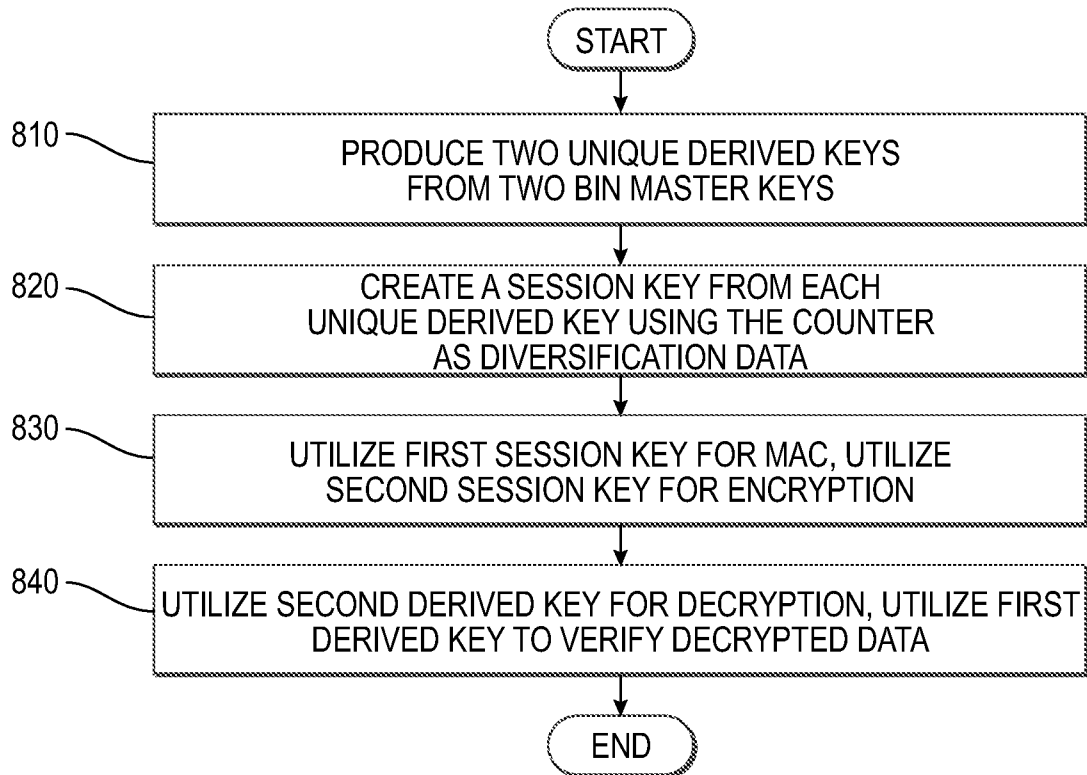 START
810
PRODUCE TWO UNIQUE DERIVED KEYS
FROM TWO BIN MASTER KEYS
820
CREATE A SESSION KEY FROM EACH
UNIQUE DERIVED KEY USING THE COUNTER
AS DIVERSIFICATION DATA
830
UTILIZE FIRST SESSION KEY FOR MAC, UTILIZE
SECOND SESSION KEY FOR ENCRYPTION
840
UTILIZE SECOND DERIVED KEY FOR DECRYPTION, UTILIZE FIRST
DERIVED KEY TO VERIFY DECRYPTED DATA
END